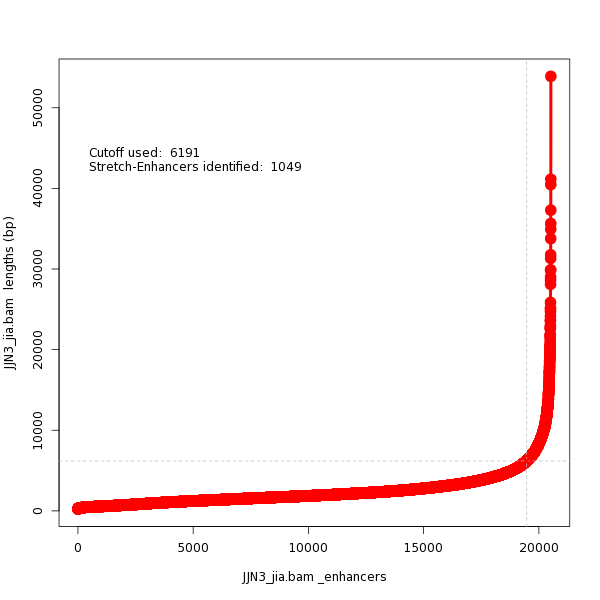 Cutoff used:  6191
Stretch-Enhancers identified:  1049
JJN3_jia.bam  lengths (bp)
50000
40000
30000
20000
10000
0
0 5000 10000 15000 20000
JJN3_jia.bam _enhancers